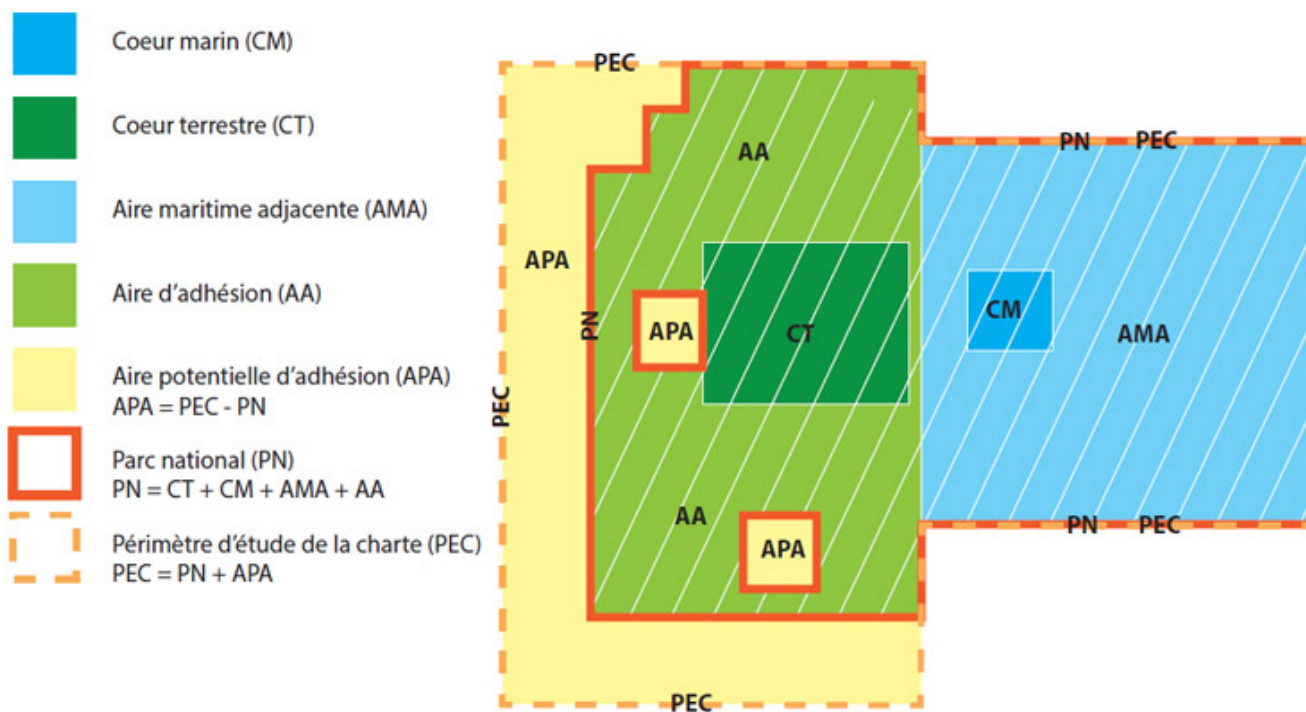 Coeur marin (CM)
Coeur terrestre (CT)
Aire maritime adjacente (AMA)
Aire d'adhésion (AA)
Aire potentielle d'adhésion (APA)
APA = PEC - PN
Parc national (PN)
PN = CT + CM + AMA + AA
Périmètre d'étude de la charte (PEC)
PEC = PN + APA
PEC
PN PEC
AA
APA
CM
PN
APA
CT
AMA
PEC
AA
PN PEC
APA
PEC